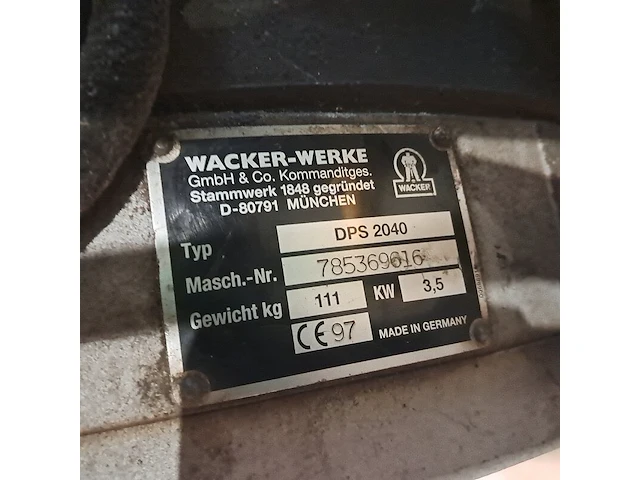 WACKER-WERKE
GmbH & Co. Kommanditges.
Stammwerk 1848 gegründet
D-80791 MÜNCHEN
WACKER
Typ DPS 2040
Masch.-Nr. 785369616
Gewicht kg 111 KW 3,5
CE 97 MADE IN GERMANY